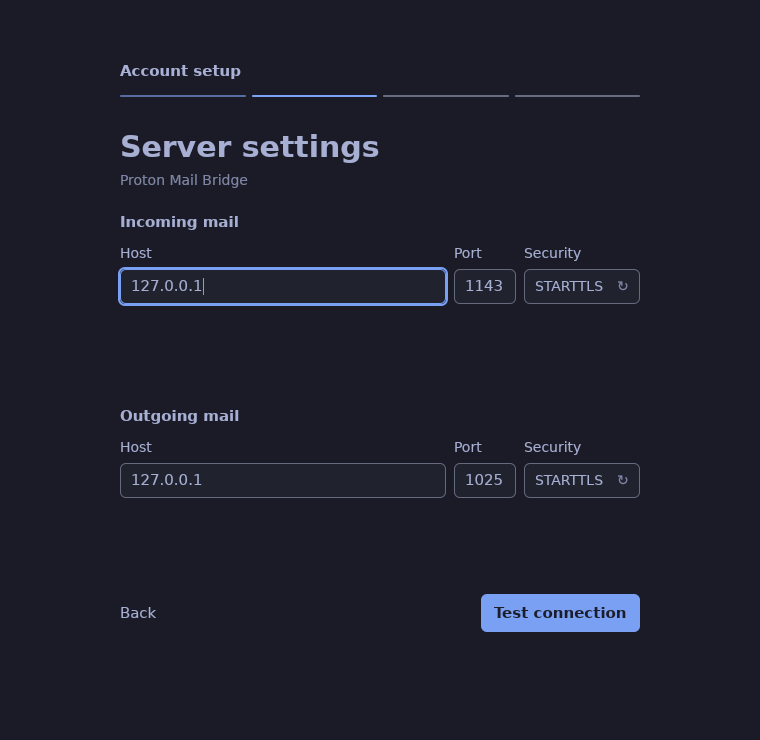 Account setup
Server settings
Proton Mail Bridge
Incoming mail
Host Port Security
127.0.0.1 1143 STARTTLS ↻
Outgoing mail
Host Port Security
127.0.0.1 1025 STARTTLS ↻
Back Test connection